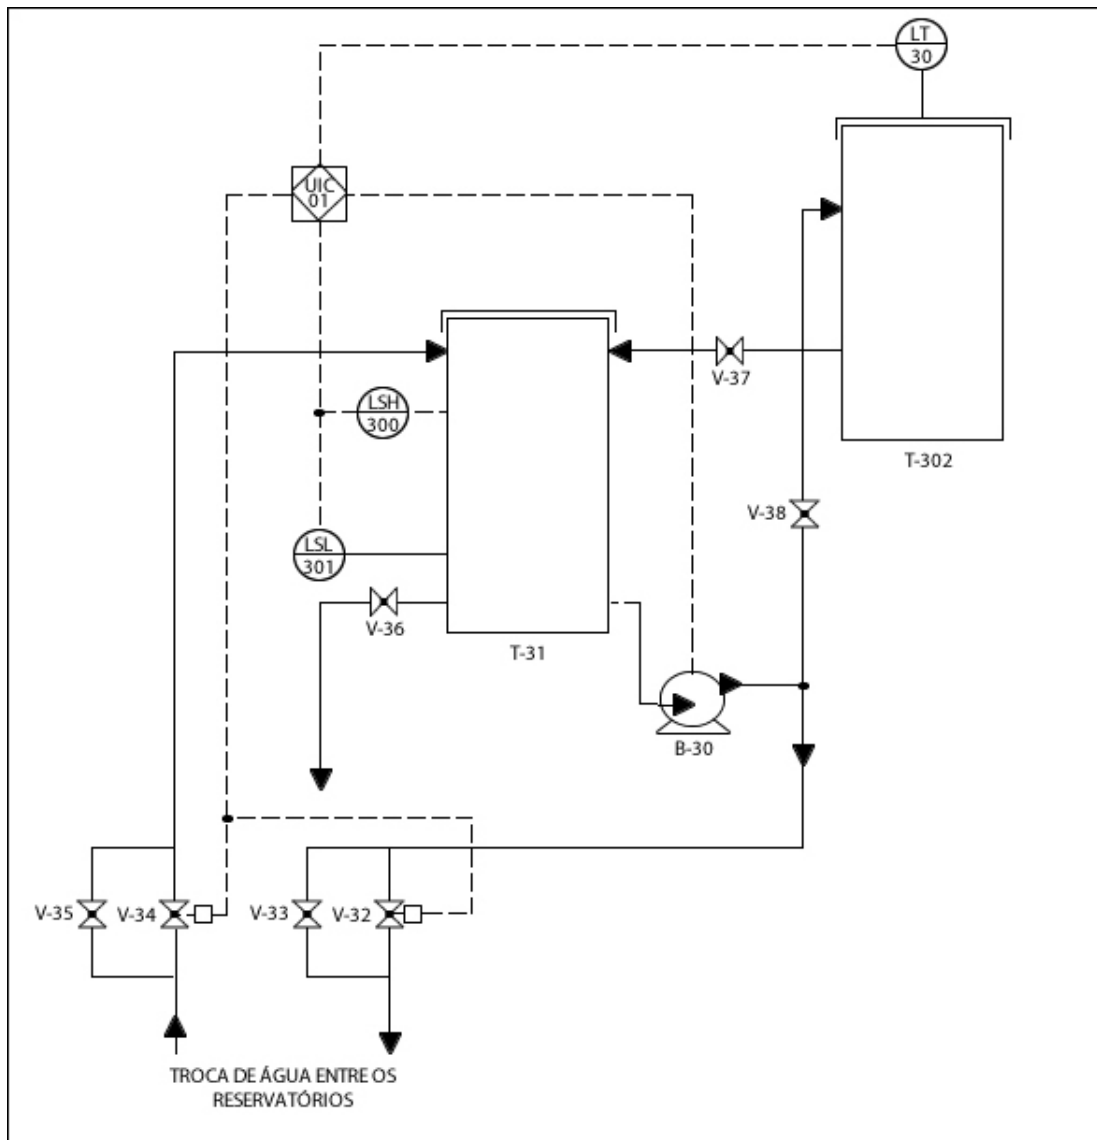 LT
30
UIC
01
V-37
LSH
300
T-302
V-38
LSL
301
V-36
T-31
B-30
V-35
V-34
V-33
V-32
TROCA DE ÁGUA ENTRE OS
RESERVATÓRIOS